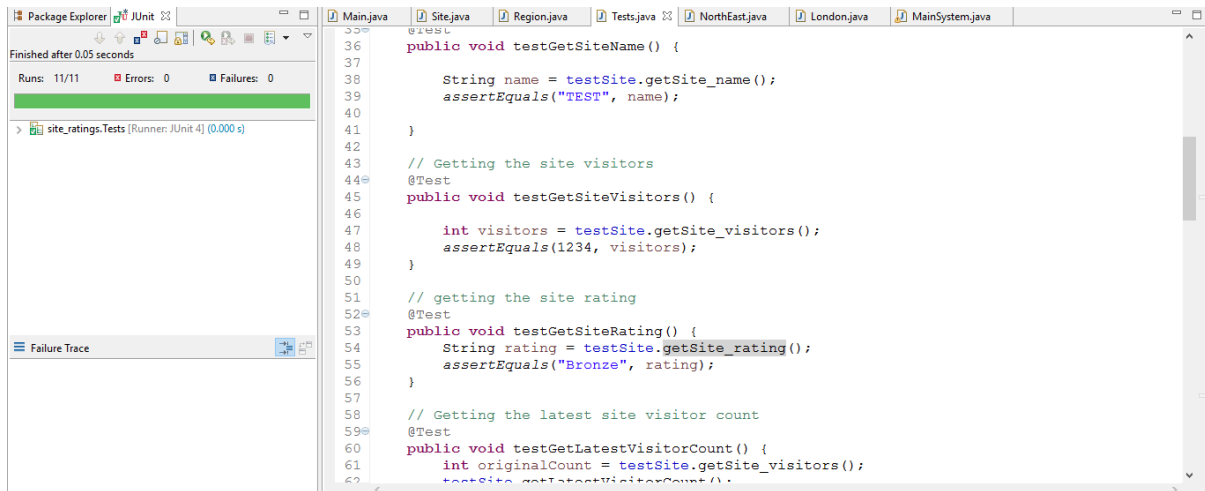 Package Explorer JUnit
Finished after 0.05 seconds
Runs: 11/11 Errors: 0 Failures: 0
site_ratings.Tests [Runner: JUnit 4] (0.000 s)
Failure Trace
Main.java Site.java Region.java Tests.java NorthEast.java London.java MainSystem.java
35 @Test
36 public void testGetSiteName() {
37
38 String name = testSite.getSite_name();
39 assertEquals("TEST", name);
40
41 }
42
43 // Getting the site visitors
44 @Test
45 public void testGetSiteVisitors() {
46
47 int visitors = testSite.getSite_visitors();
48 assertEquals(1234, visitors);
49 }
50
51 // getting the site rating
52 @Test
53 public void testGetSiteRating() {
54 String rating = testSite.getSite_rating();
55 assertEquals("Bronze", rating);
56 }
57
58 // Getting the latest site visitor count
59 @Test
60 public void testGetLatestVisitorCount() {
61 int originalCount = testSite.getSite_visitors();
62 testSite.getLatestVisitorCount();